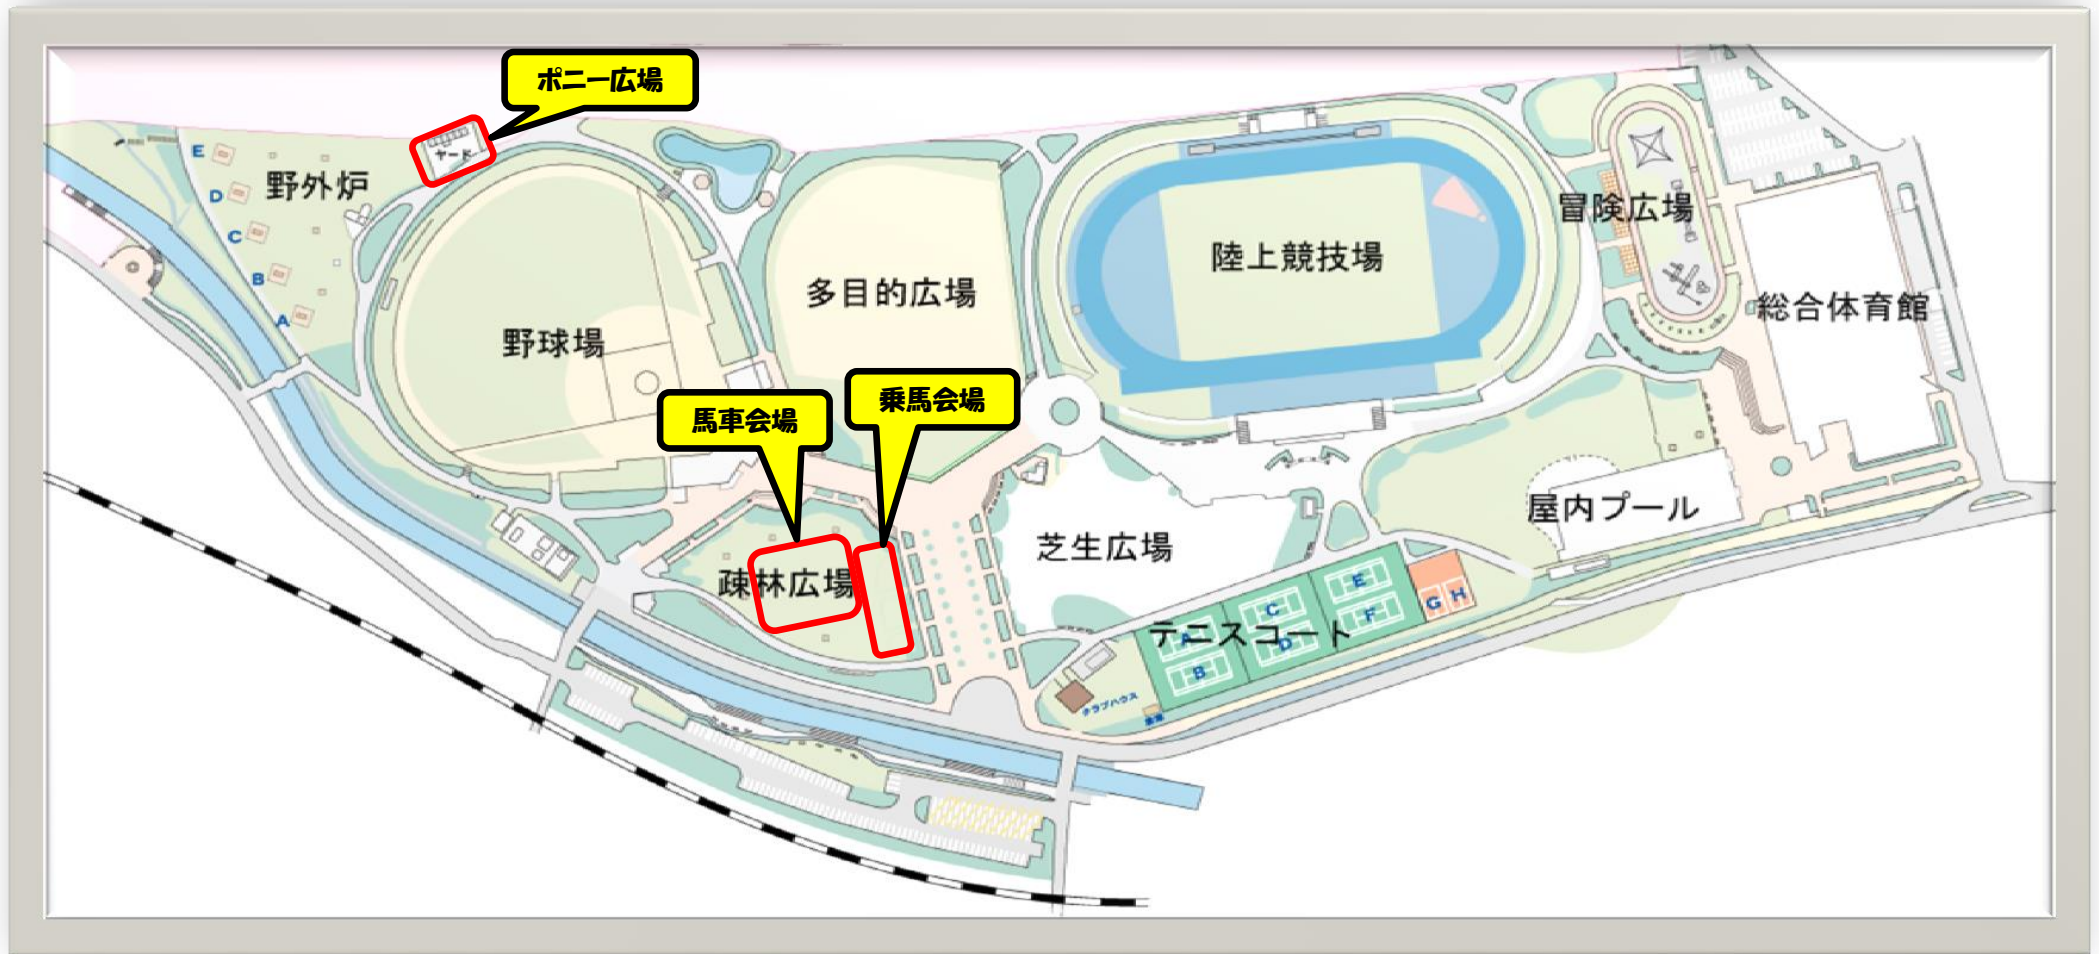 ポニー広場
ヤード
E
野外炉
D
C
B
A
野球場
多目的広場
陸上競技場
冒険広場
総合体育館
馬車会場
乗馬会場
疎林広場
芝生広場
屋内プール
テニスコート
A
B
C
D
E
F
G
H
クラブハウス